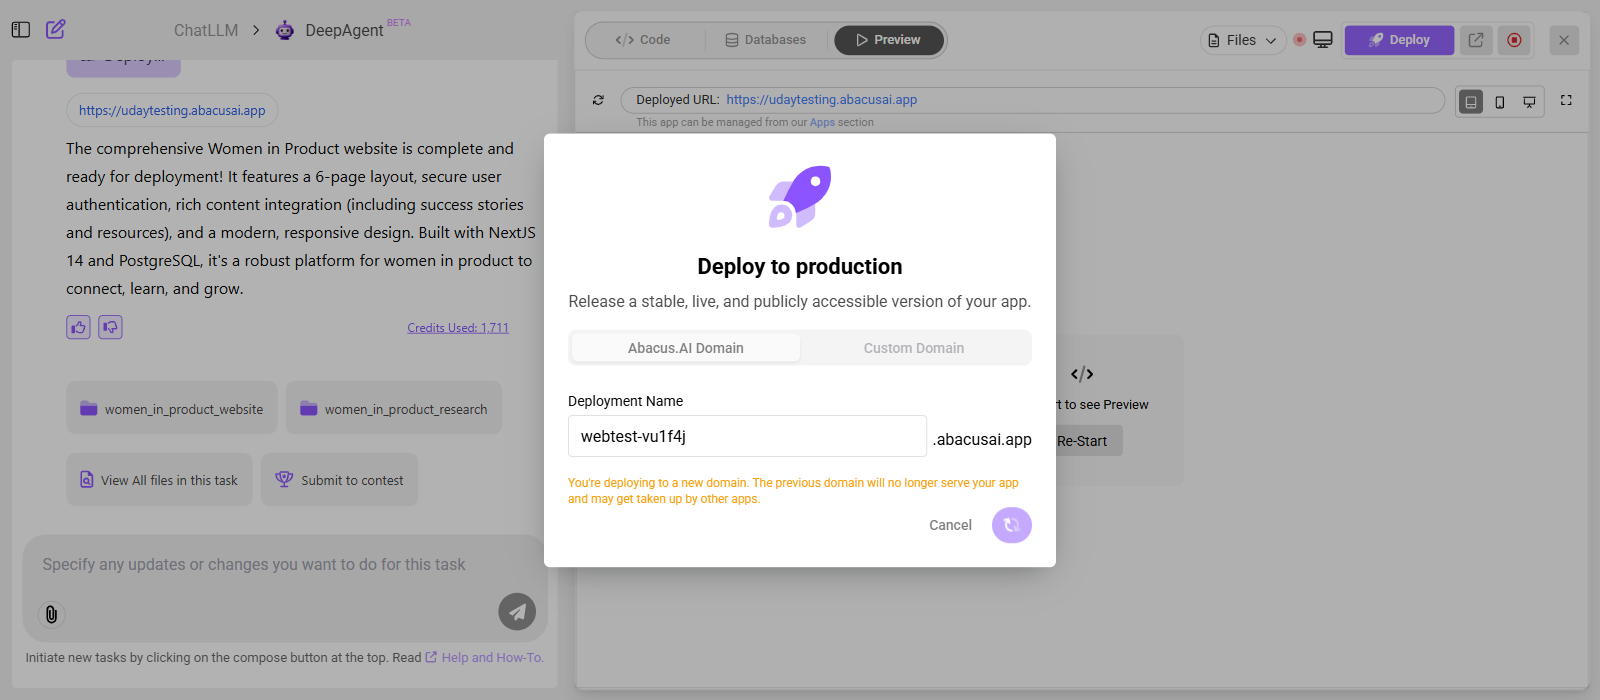 ChatLLM
DeepAgent
BETA
https://udaytesting.abacusai.app
The comprehensive Women in Product website is complete and
ready for deployment! It features a 6-page layout, secure user
authentication, rich content integration (including success stories
and resources), and a modern, responsive design. Built with NextJS
14 and PostgreSQL, it's a robust platform for women in product to
connect, learn, and grow.
Credits Used: 1,711
women_in_product_website
women_in_product_research
View All files in this task
Submit to contest
Specify any updates or changes you want to do for this task
Initiate new tasks by clicking on the compose button at the top. Read Help and How-To.
Code
Databases
Preview
Files
Deploy
Deployed URL: https://udaytesting.abacusai.app
This app can be managed from our Apps section
to see Preview
Re-Start
Deploy to production
Release a stable, live, and publicly accessible version of your app.
Abacus.AI Domain
Custom Domain
Deployment Name
webtest-vu1f4j
.abacusai.app
You're deploying to a new domain. The previous domain will no longer serve your app
and may get taken up by other apps.
Cancel